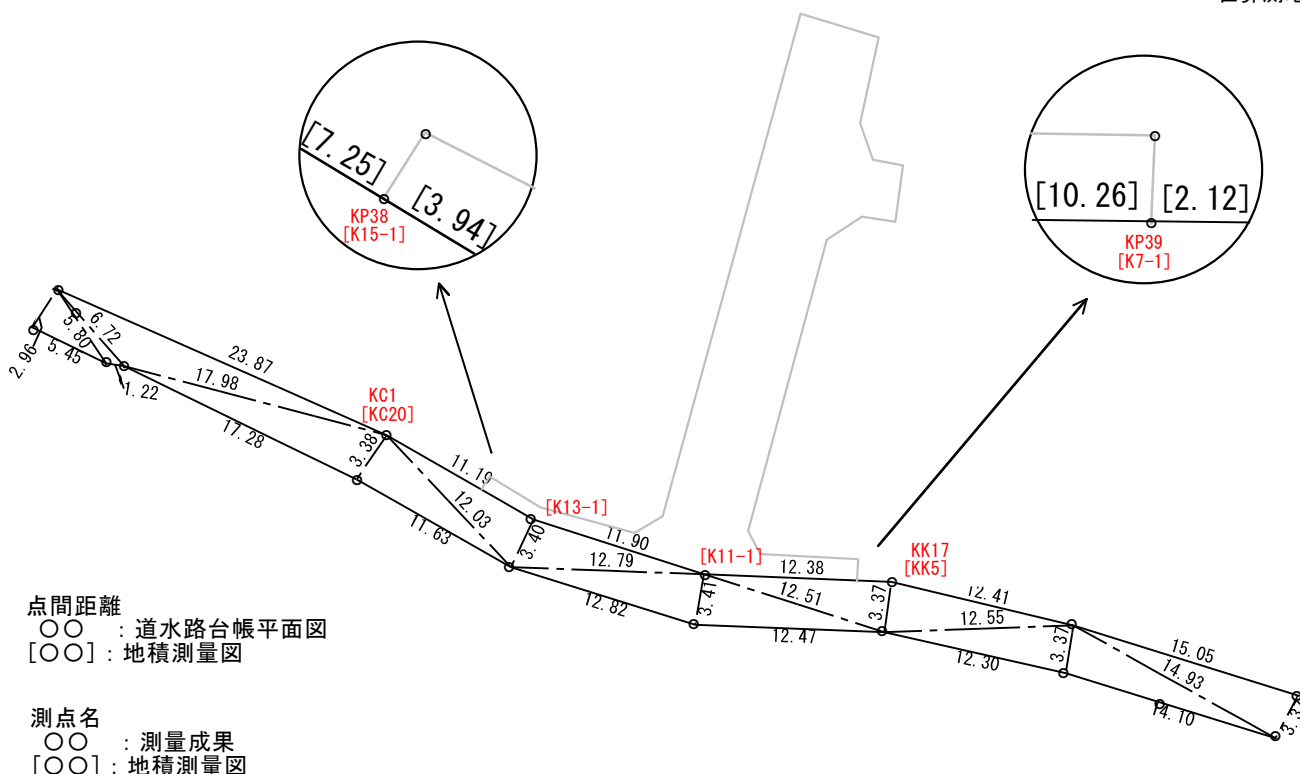 [7.25]
[3.94]
KP38
[K15-1]
[10.26]
[2.12]
KP39
[K7-1]
2.96
5.45
5.80
6.72
1.22
23.87
17.98
17.28
KC1
[KC20]
3.38
11.19
12.03
11.63
[K13-1]
3.40
11.90
12.79
12.82
[K11-1]
3.41
12.38
12.51
12.47
KK17
[KK5]
3.37
12.41
12.55
12.30
3.37
15.05
14.93
14.10
点間距離
○○ : 道水路台帳平面図
[○○] : 地積測量図
測点名
○○ : 測量成果
[○○] : 地積測量図